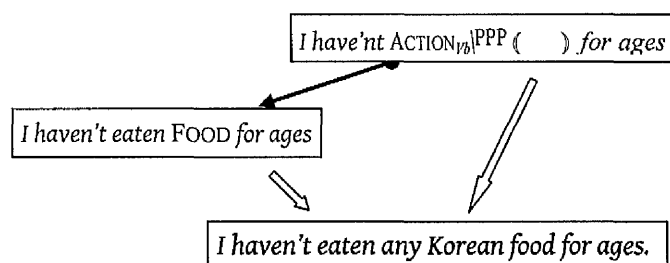 I have'nt ACTIONVb\PPP ( ) for ages
I haven't eaten FOOD for ages
I haven't eaten any Korean food for ages.